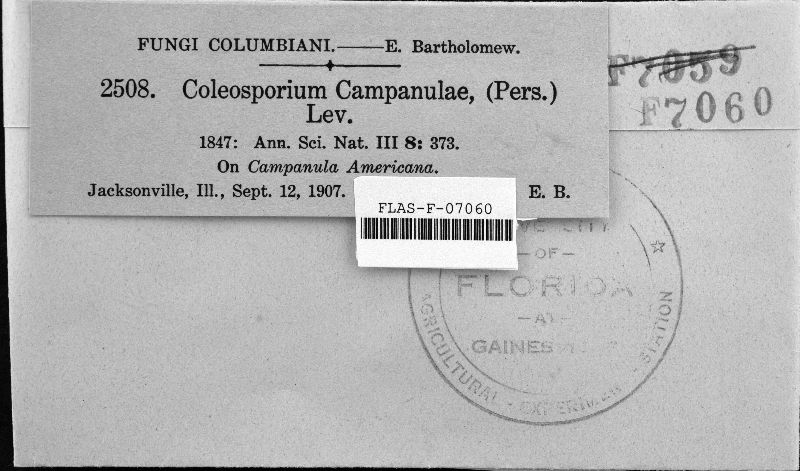 FUNGI COLUMBIANI.——E. Bartholomew.
2508. Coleosporium Campanulae, (Pers.)
Lev.
1847: Ann. Sci. Nat. III 8: 373.
On Campanula Americana.
Jacksonville, Ill., Sept. 12, 1907. E. B.
F7059
F7060
FLAS-F-07060
- OF -
FLORIDA
- AT -
GAINES
AGRICULTURAL - EXPERIMENT - STATION